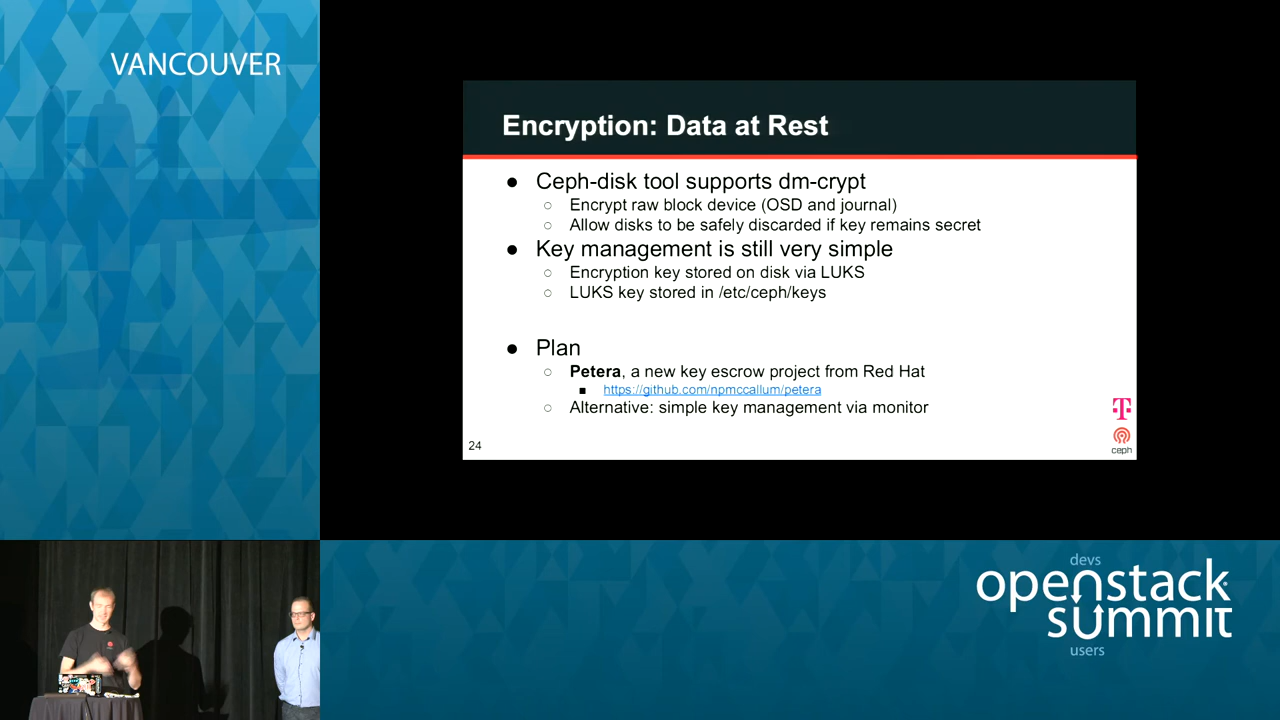 VANCOUVER
Encryption: Data at Rest
● Ceph-disk tool supports dm-crypt
○ Encrypt raw block device (OSD and journal)
○ Allow disks to be safely discarded if key remains secret
● Key management is still very simple
○ Encryption key stored on disk via LUKS
○ LUKS key stored in /etc/ceph/keys
● Plan
○ Petera, a new key escrow project from Red Hat
■ https://github.com/npmccallum/petera
○ Alternative: simple key management via monitor
T
ceph
24
devs
openstack
summit
users